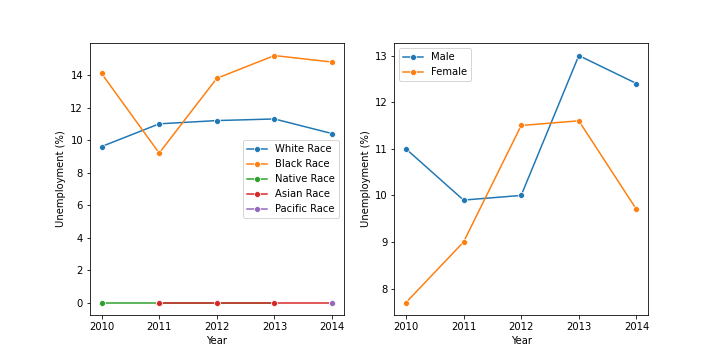 14
12
10
8
6
4
2
0
Unemployment (%)
White Race
Black Race
Native Race
Asian Race
Pacific Race
2010 2011 2012 2013 2014
Year
13
12
11
10
9
8
Unemployment (%)
Male
Female
2010 2011 2012 2013 2014
Year